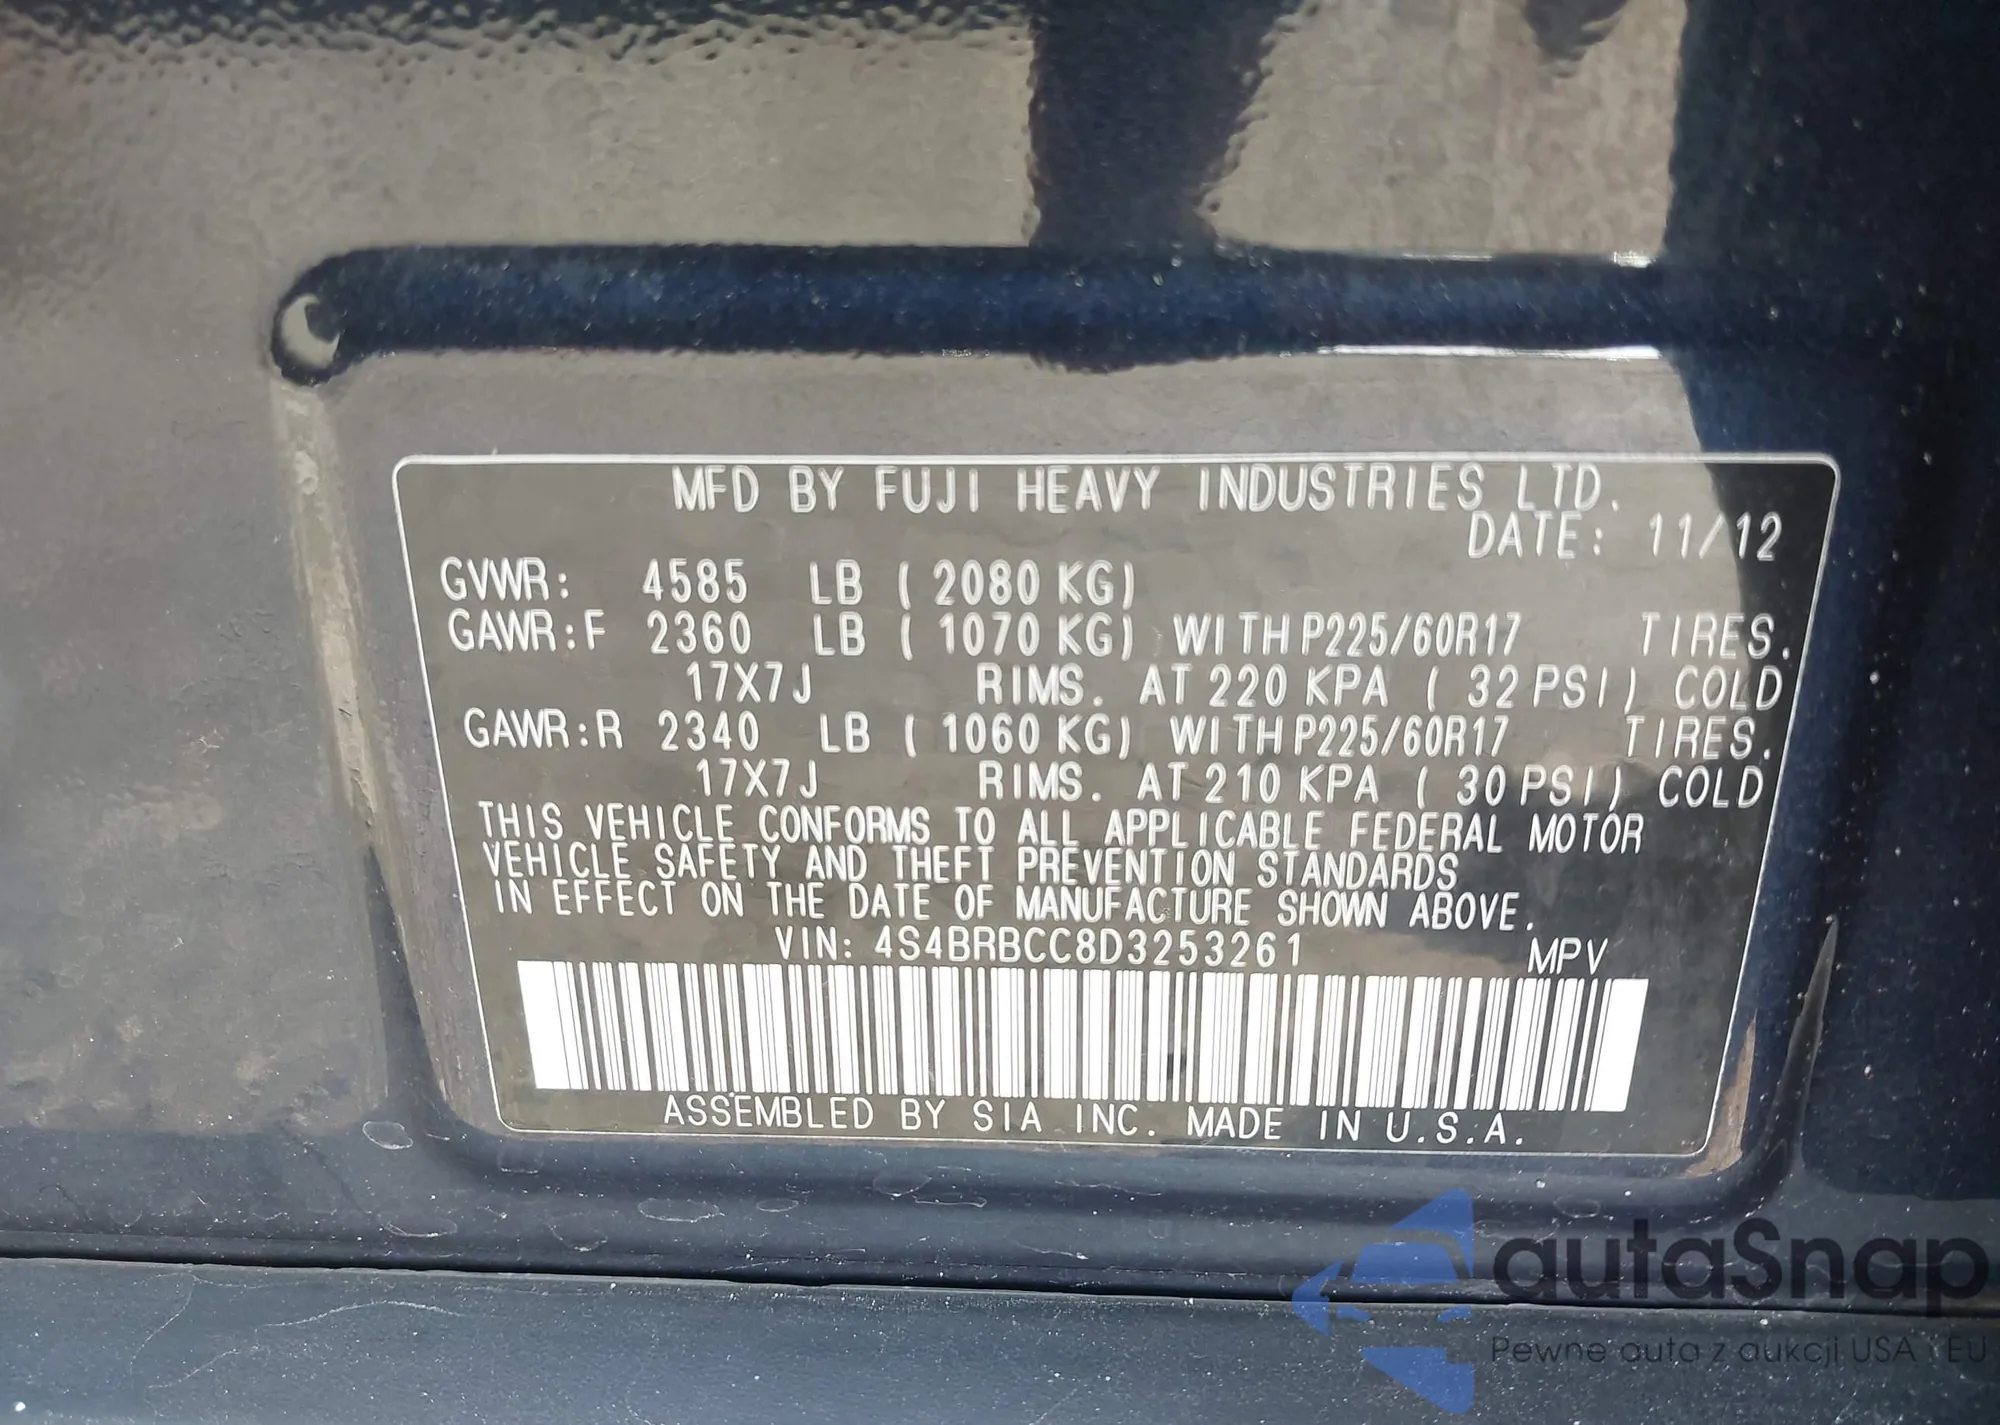 MFD BY FUJI HEAVY INDUSTRIES LTD.
DATE: 11/12
GVWR: 4585 LB ( 2080 KG)
GAWR:F 2360 LB ( 1070 KG) WITH P225/60R17 TIRES.
17X7J RIMS. AT 220 KPA ( 32 PSI) COLD
GAWR:R 2340 LB ( 1060 KG) WITH P225/60R17 TIRES.
17X7J RIMS. AT 210 KPA ( 30 PSI) COLD
THIS VEHICLE CONFORMS TO ALL APPLICABLE FEDERAL MOTOR
VEHICLE SAFETY AND THEFT PREVENTION STANDARDS
IN EFFECT ON THE DATE OF MANUFACTURE SHOWN ABOVE.
VIN: 4S4BRBCC8D3253261 MPV
ASSEMBLED BY SIA INC. MADE IN U.S.A.
autaSnap
Pewne auta z aukcji USA i EU